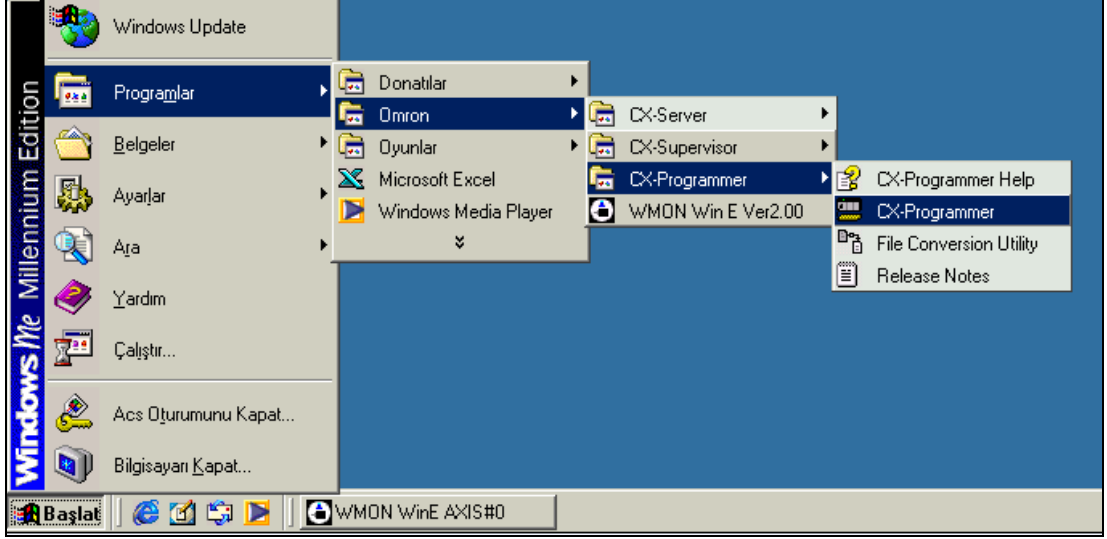 Windows Me Millennium Edition
Windows Update
Programlar
Belgeler
Ayarlar
Ara
Yardım
Çalıştır...
Acs Oturumunu Kapat...
Bilgisayarı Kapat...
Donatılar
Omron
Oyunlar
Microsoft Excel
Windows Media Player
CX-Server
CX-Supervisor
CX-Programmer
WMON Win E Ver2.00
CX-Programmer Help
CX-Programmer
File Conversion Utility
Release Notes
Başlat
WMON WinE AXIS#0